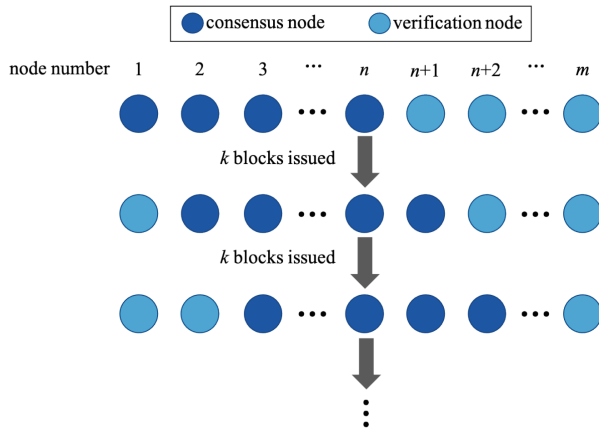 consensus node verification node
node number 1 2 3 ... n n+1 n+2 ... m
k blocks issued
k blocks issued